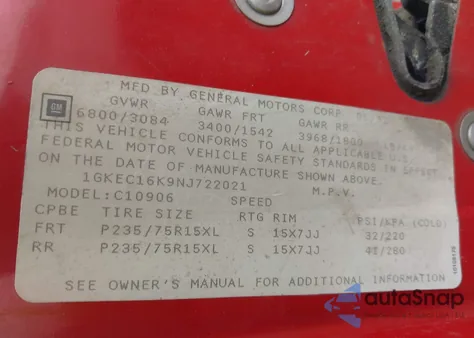 MFD BY GENERAL MOTORS CORP
GVWR GAWR FRT GAWR RR
GM 6800/3084 3400/1542 3968/1800
THIS VEHICLE CONFORMS TO ALL APPLICABLE U.S.
FEDERAL MOTOR VEHICLE SAFETY STANDARDS IN EFFECT
ON THE DATE OF MANUFACTURE SHOWN ABOVE.
1GKEC16K9NJ722021 M.P.V.
MODEL: C10906 SPEED
CPBE TIRE SIZE RTG RIM PSI/KPA (COLD)
FRT P235/75R15XL S 15X7JJ 32/220
RR P235/75R15XL S 15X7JJ 41/280
SEE OWNER'S MANUAL FOR ADDITIONAL INFORMATION
autoSnap